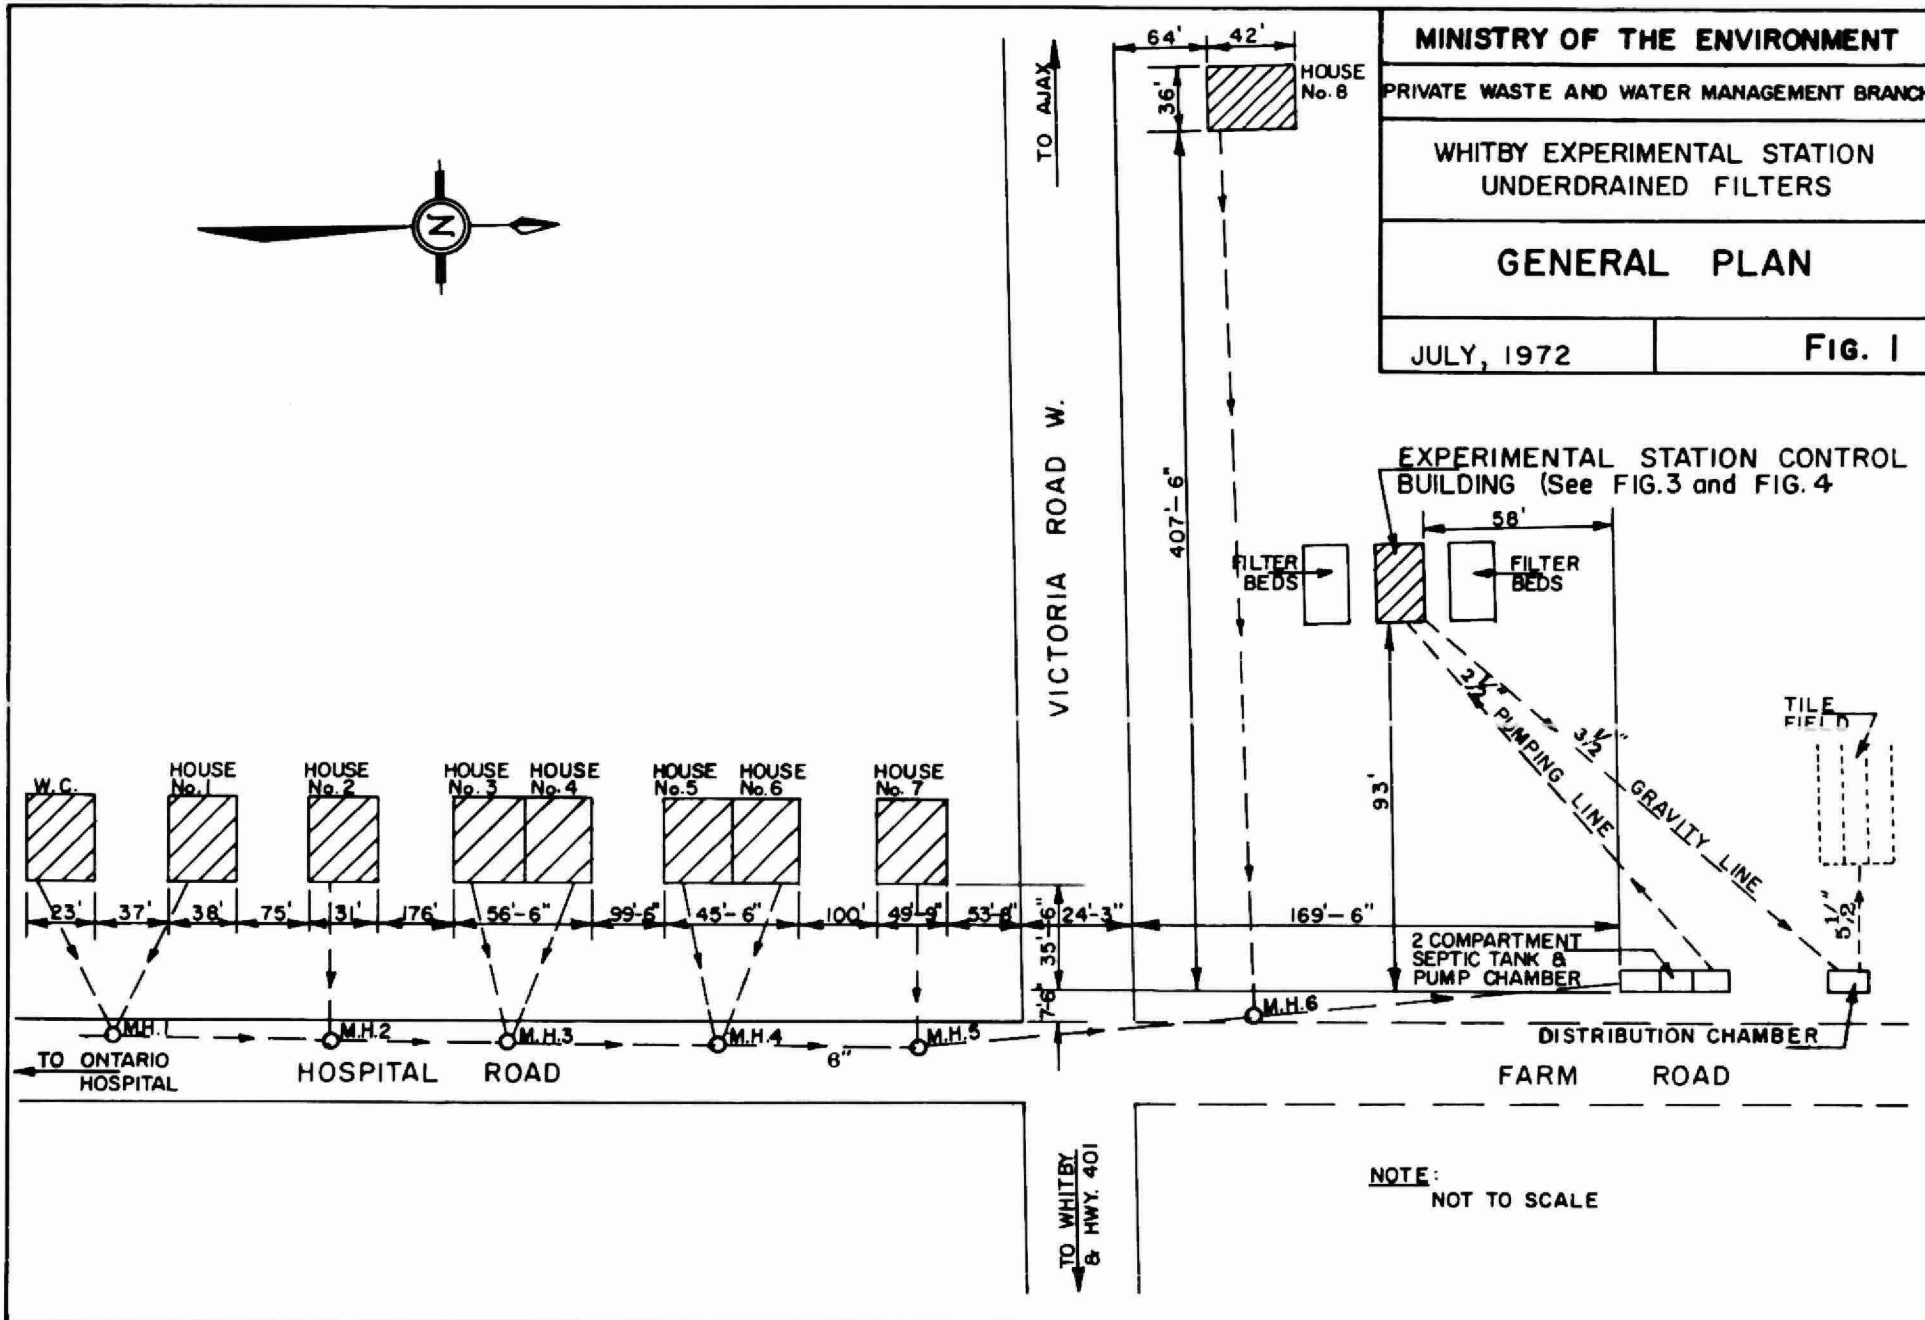 MINISTRY OF THE ENVIRONMENT
PRIVATE WASTE AND WATER MANAGEMENT BRANCH
WHITBY EXPERIMENTAL STATION
UNDERDRAINED FILTERS
GENERAL PLAN
JULY, 1972
FIG. 1
64'
42'
36'
HOUSE
No. 8
TO AJAX
N
VICTORIA ROAD W.
407'-6"
EXPERIMENTAL STATION CONTROL
BUILDING (See FIG.3 and FIG. 4
58'
FILTER
BEDS
FILTER
BEDS
93'
2 1/2" PUMPING LINE
3 1/2" GRAVITY LINE
TILE
FIELD
5 1/2"
W.C.
HOUSE
No. 1
HOUSE
No. 2
HOUSE
No. 3
HOUSE
No. 4
HOUSE
No. 5
HOUSE
No. 6
HOUSE
No. 7
23'
37'
38'
75'
31'
176'
56'-6"
99'-6"
45'-6"
100'
49'-9"
53'-8"
24'-3"
169'-6"
35'-6"
7'-6"
2 COMPARTMENT
SEPTIC TANK &
PUMP CHAMBER
M.H.1
M.H.2
M.H.3
M.H.4
6"
M.H.5
M.H.6
DISTRIBUTION CHAMBER
TO ONTARIO
HOSPITAL
HOSPITAL ROAD
FARM ROAD
TO WHITBY
& HWY. 401
NOTE:
NOT TO SCALE